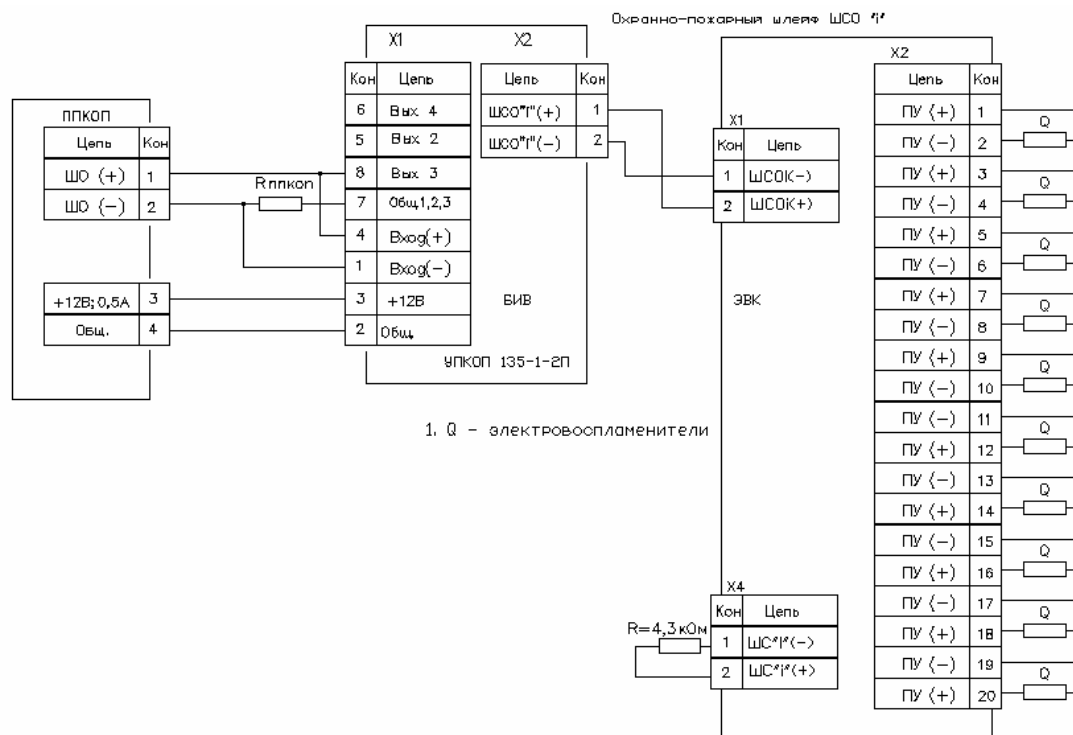 Охранно-пожарный шлейф ШСО "i"
ППКОП
Цепь Кон
ШО (+) 1
ШО (-) 2
+12В; 0,5А 3
Общ. 4
Rппкоп
X1 X2
Кон Цепь
6 Вых 4
5 Вых 2
8 Вых 3
7 Общ.1,2,3
4 Вход(+)
1 Вход(-)
3 +12В
2 Общ.
Цепь Кон
ШСО"i"(+) 1
ШСО"i"(-) 2
БИВ
УПКОП 135-1-2П
1. Q - электровоспламенители
X1
Кон Цепь
1 ШСОi(-)
2 ШСОi(+)
ЭВК
X4
Кон Цепь
1 ШС"i"(-)
2 ШС"i"(+)
R=4,3кОм
X2
Цепь Кон
ПУ (+) 1
ПУ (-) 2
ПУ (+) 3
ПУ (-) 4
ПУ (+) 5
ПУ (-) 6
ПУ (+) 7
ПУ (-) 8
ПУ (+) 9
ПУ (-) 10
ПУ (-) 11
ПУ (+) 12
ПУ (-) 13
ПУ (+) 14
ПУ (-) 15
ПУ (+) 16
ПУ (-) 17
ПУ (+) 18
ПУ (-) 19
ПУ (+) 20
Q
Q
Q
Q
Q
Q
Q
Q
Q
Q